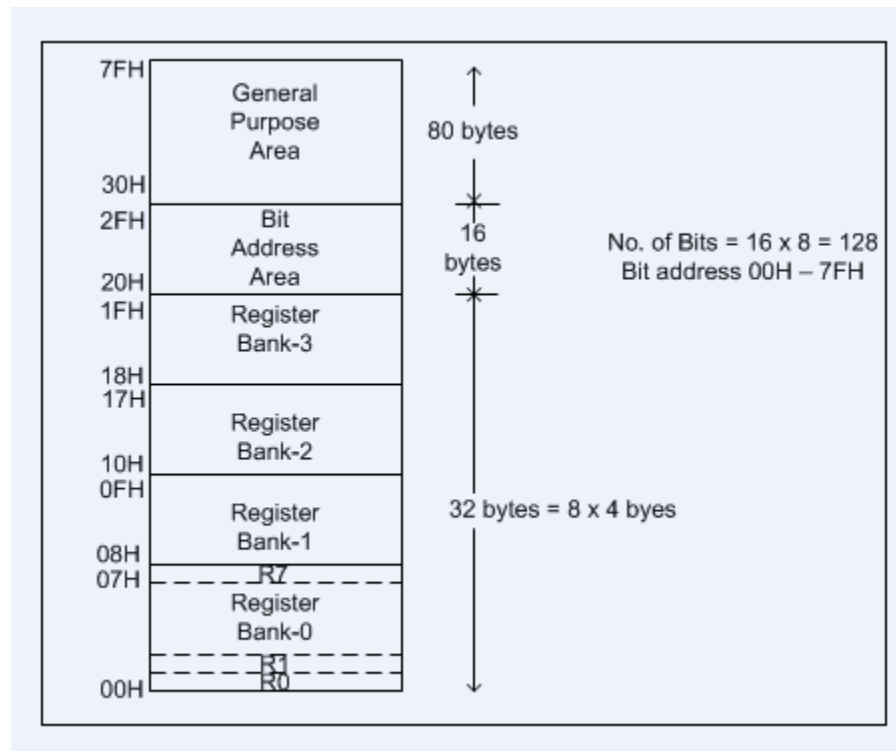 7FH
General
Purpose
Area
80 bytes
30H
2FH
Bit
Address
Area
16
bytes
No. of Bits = 16 x 8 = 128
Bit address 00H – 7FH
20H
1FH
Register
Bank-3
18H
17H
Register
Bank-2
10H
0FH
Register
Bank-1
32 bytes = 8 x 4 byes
08H
07H
R7
Register
Bank-0
R1
R0
00H